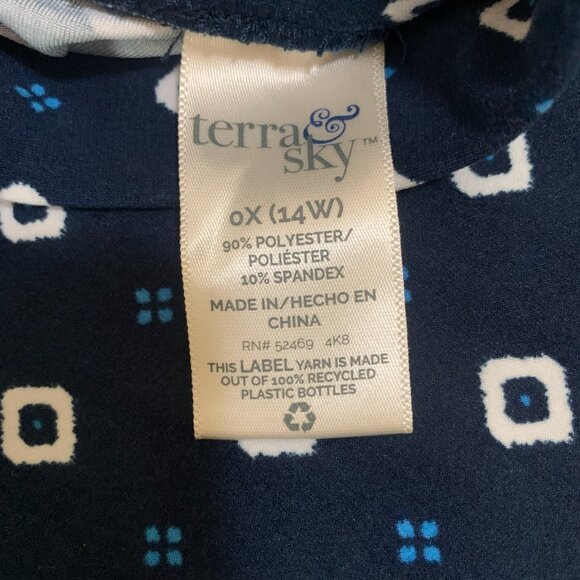 terra &
sky™
0X (14W)
90% POLYESTER/
POLIÉSTER
10% SPANDEX
MADE IN/HECHO EN
CHINA
RN# 52469 4K8
THIS LABEL YARN IS MADE
OUT OF 100% RECYCLED
PLASTIC BOTTLES